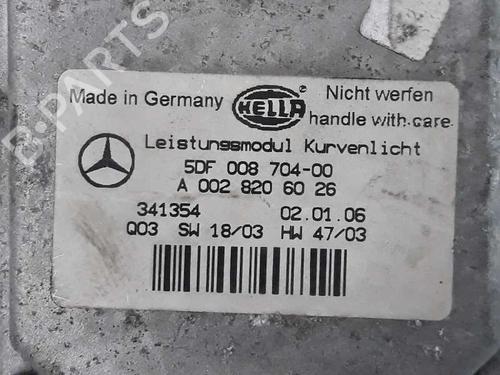 B-PARTS
Made in Germany HELLA Nicht werfen
handle with care
Leistungsmodul Kurvenlicht
5DF 008 704-00
A 002 820 60 26
341354 02.01.06
Q03 SW 18/03 HW 47/03